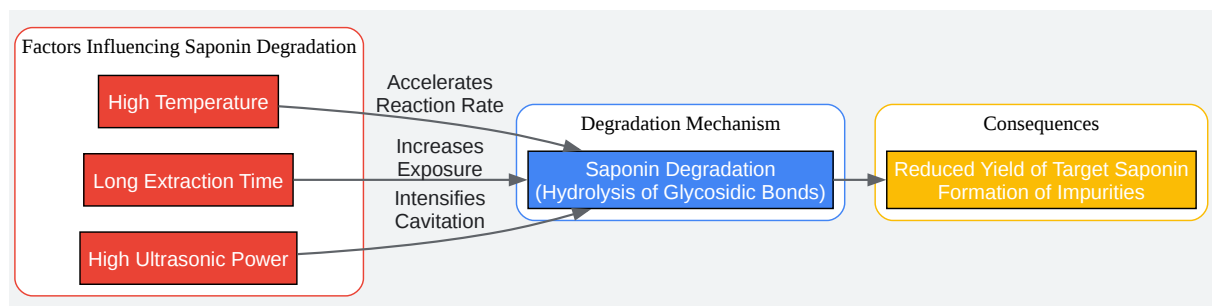 Factors Influencing Saponin Degradation
High Temperature
Long Extraction Time
High Ultrasonic Power
Accelerates
Reaction Rate
Increases
Exposure
Intensifies
Cavitation
Degradation Mechanism
Saponin Degradation
(Hydrolysis of Glycosidic Bonds)
Consequences
Reduced Yield of Target Saponin
Formation of Impurities